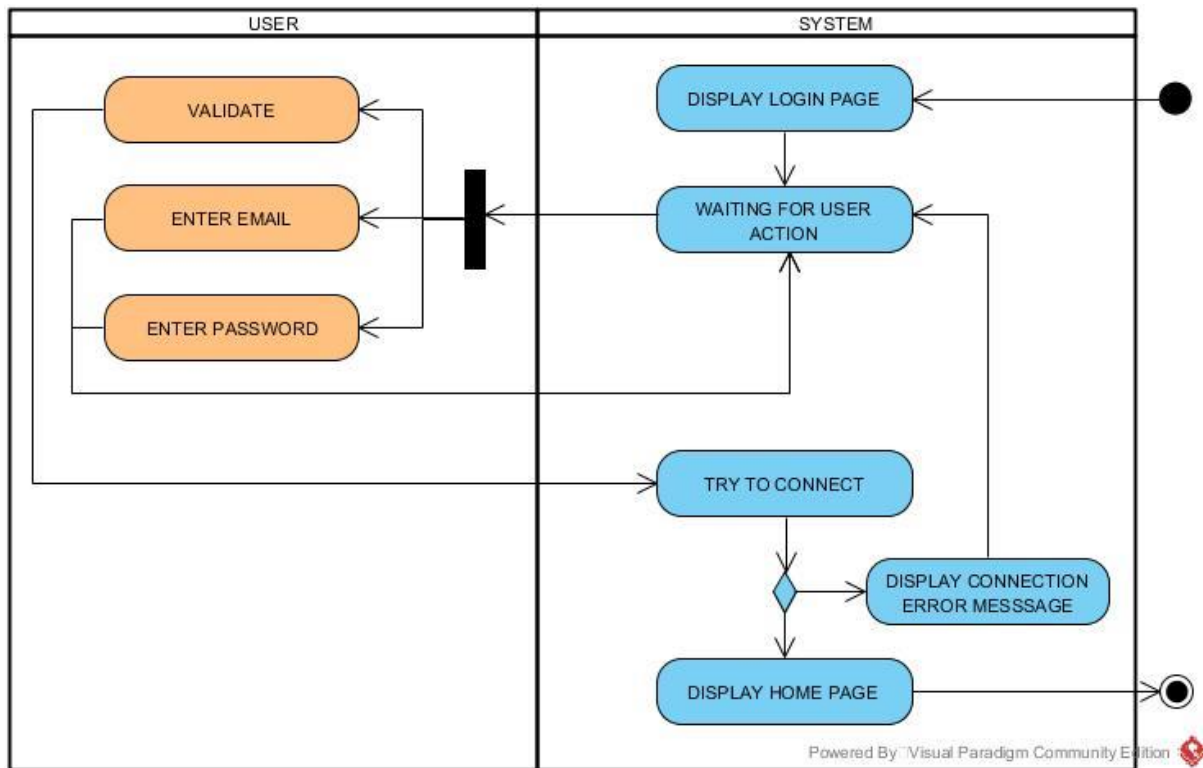 USER
SYSTEM
VALIDATE
DISPLAY LOGIN PAGE
ENTER EMAIL
WAITING FOR USER
ACTION
ENTER PASSWORD
TRY TO CONNECT
DISPLAY CONNECTION
ERROR MESSSAGE
DISPLAY HOME PAGE
Powered By Visual Paradigm Community Edition